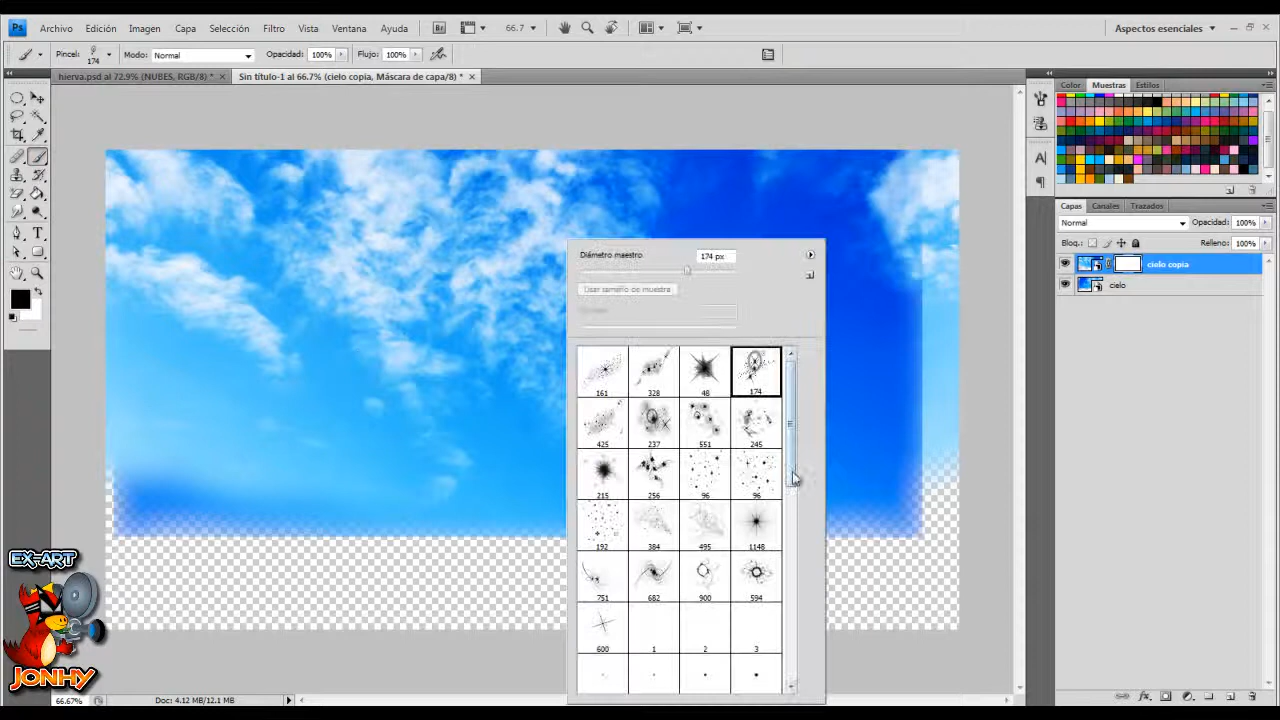 Ps Archivo Edición Imagen Capa Selección Filtro Vista Ventana Ayuda Br 66.7 Aspectos esenciales
Pincel: 174 Modo: Normal Opacidad: 100% Flujo: 100%
hierva.psd al 72.9% (NUBES, RGB/8) * × Sin título-1 al 66.7% (cielo copia, Máscara de capa/8) * ×
Color Muestras Estilos
Capas Canales Trazados
Normal Opacidad: 100%
Bloq.: Relleno: 100%
cielo copia
cielo
Diámetro maestro 174 px
Usar tamaño de muestra
161 328 48 174
425 237 551 245
215 256 96 96
192 384 495 1148
751 682 900 594
600 1 2 3
EX-ART
JONHY
66.67% Doc: 4.12 MB/12.1 MB